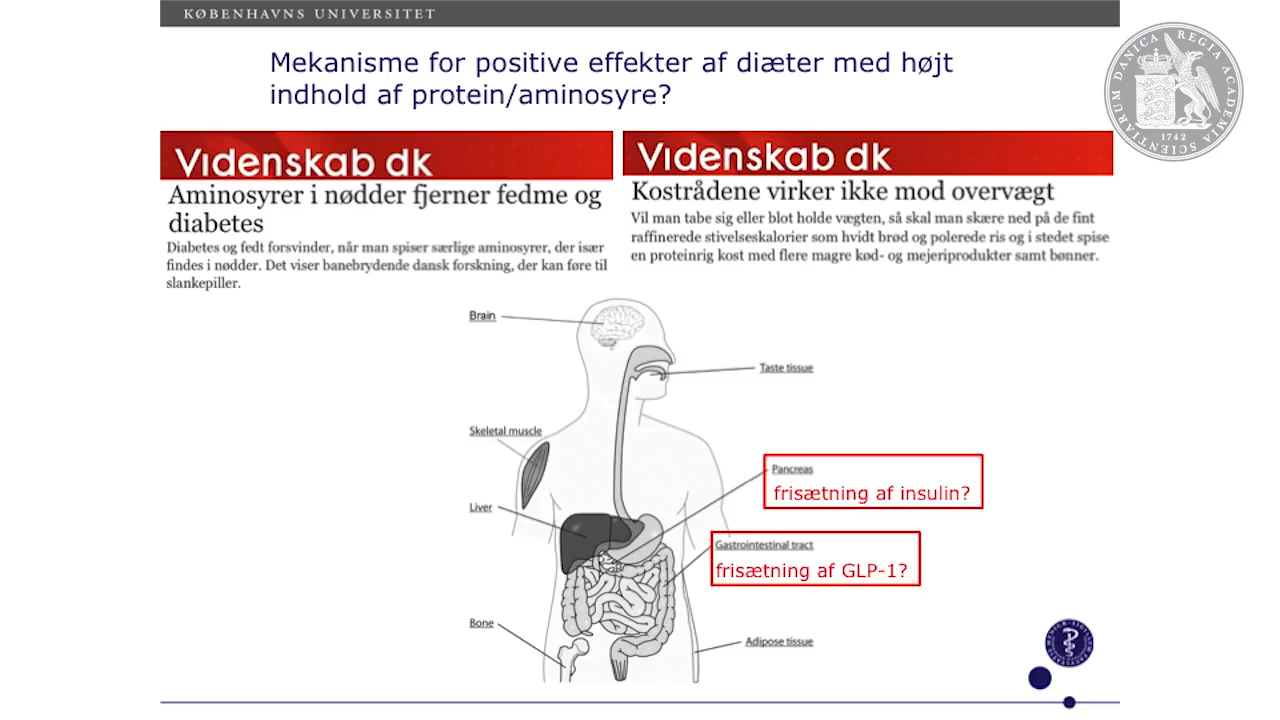 KØBENHAVNS UNIVERSITET
Mekanisme for positive effekter af diæter med højt
indhold af protein/aminosyre?
REGIA ACADEMIA SCIENTIARUM DANICA
1742
Videnskab dk
Aminosyrer i nødder fjerner fedme og
diabetes
Diabetes og fedt forsvinder, når man spiser særlige aminosyrer, der især
findes i nødder. Det viser banebrydende dansk forskning, der kan føre til
slankepiller.
Videnskab dk
Kostrådene virker ikke mod overvægt
Vil man tabe sig eller blot holde vægten, så skal man skære ned på de fint
raffinerede stivelseskalorier som hvidt brød og polerede ris og i stedet spise
en proteinrig kost med flere magre kød- og mejeriprodukter samt bønner.
Brain
Taste tissue
Skeletal muscle
Pancreas
frisætning af insulin?
Liver
Gastrointestinal tract
frisætning af GLP-1?
Bone
Adipose tissue